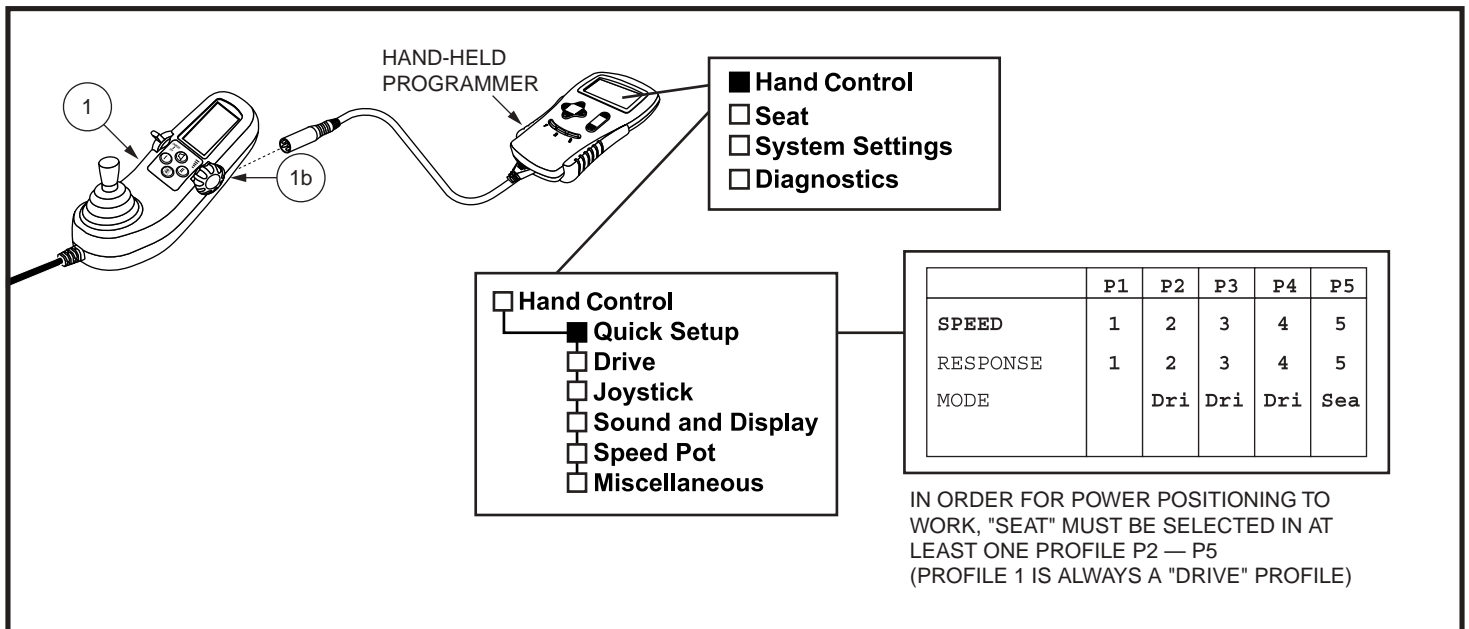 HAND-HELD
PROGRAMMER
1
1b
Hand Control
Seat
System Settings
Diagnostics
Hand Control
Quick Setup
Drive
Joystick
Sound and Display
Speed Pot
Miscellaneous
P1 P2 P3 P4 P5
SPEED 1 2 3 4 5
RESPONSE 1 2 3 4 5
MODE Dri Dri Dri Sea
IN ORDER FOR POWER POSITIONING TO
WORK, "SEAT" MUST BE SELECTED IN AT
LEAST ONE PROFILE P2 — P5
(PROFILE 1 IS ALWAYS A "DRIVE" PROFILE)